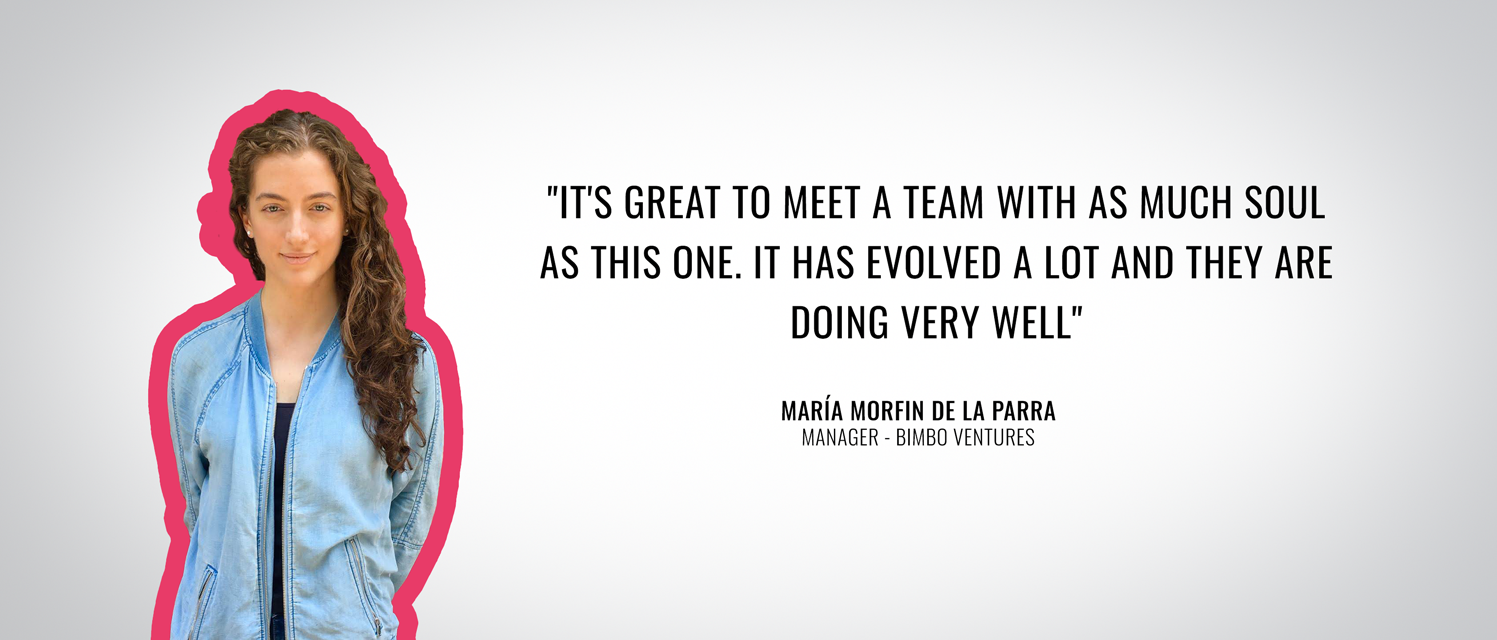 "IT'S GREAT TO MEET A TEAM WITH AS MUCH SOUL
AS THIS ONE. IT HAS EVOLVED A LOT AND THEY ARE
DOING VERY WELL"
MARÍA MORFIN DE LA PARRA
MANAGER - BIMBO VENTURES